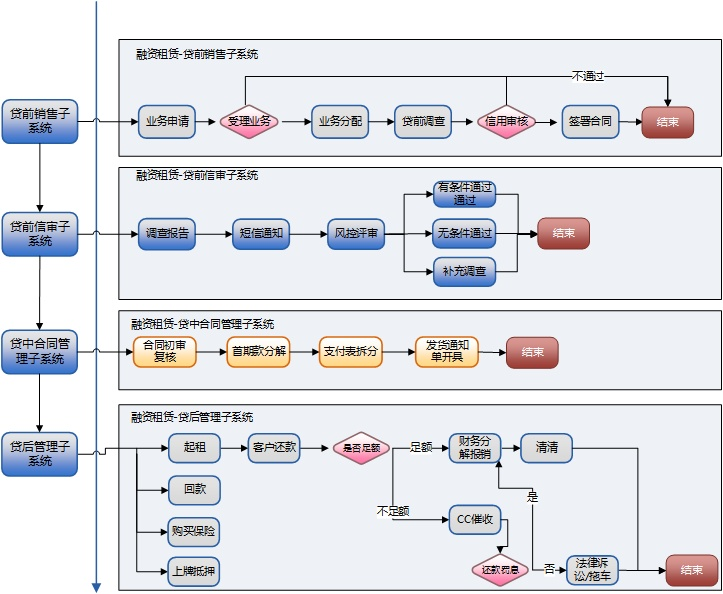 融资租赁-贷前销售子系统
不通过
贷前销售子
系统
业务申请
受理业务
业务分配
贷前调查
信用审核
签署合同
结束
融资租赁-贷前信审子系统
贷前信审子
系统
调查报告
短信通知
风控评审
有条件通过
通过
无条件通过
补充调查
结束
融资租赁-贷中合同管理子系统
贷中合同管
理子系统
合同初审
复核
首期款分解
支付表拆分
发货通知
单开具
结束
融资租赁-贷后管理子系统
贷后管理子
系统
起租
客户还款
是否足额
足额
财务分
解报销
清清
回款
是
不足额
CC催收
购买保险
上牌抵押
还款罚息
否
法律诉
讼/拖车
结束